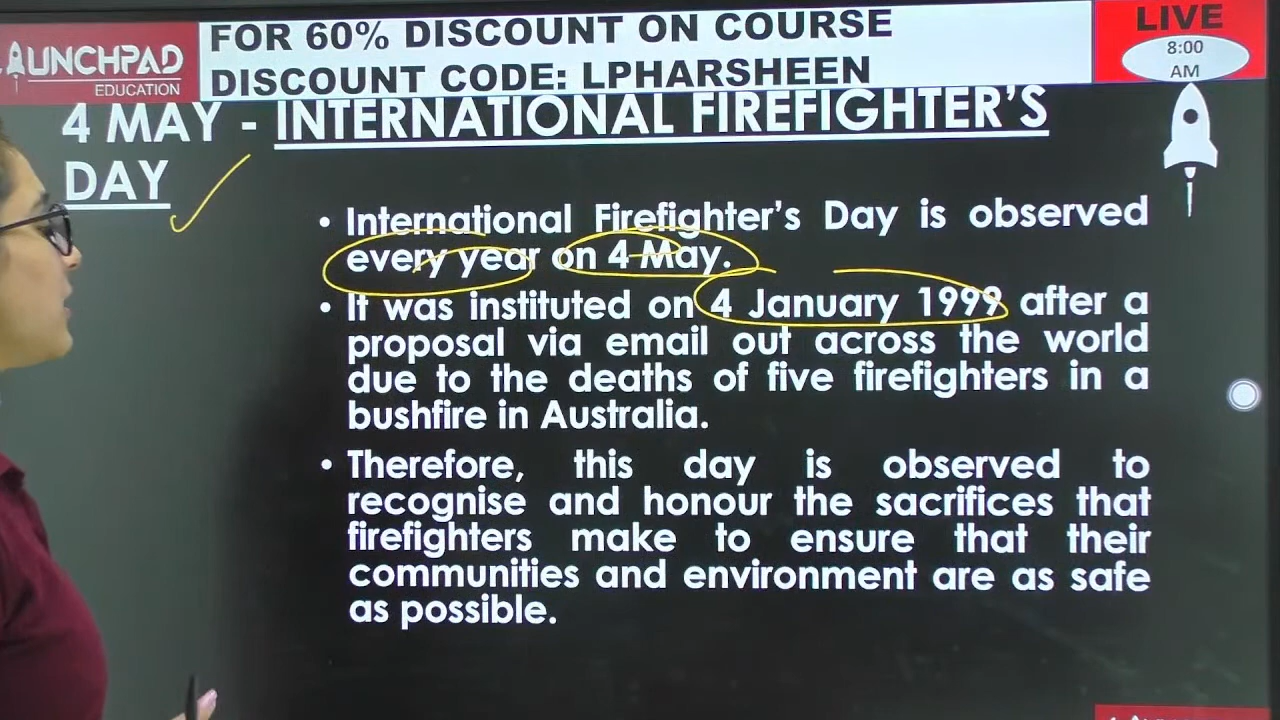 LAUNCHPAD
EDUCATION
FOR 60% DISCOUNT ON COURSE
DISCOUNT CODE: LPHARSHEEN
LIVE
8:00
AM
4 MAY - INTERNATIONAL FIREFIGHTER'S
DAY
• International Firefighter's Day is observed
every year on 4 May.
• It was instituted on 4 January 1999 after a
proposal via email out across the world
due to the deaths of five firefighters in a
bushfire in Australia.
• Therefore, this day is observed to
recognise and honour the sacrifices that
firefighters make to ensure that their
communities and environment are as safe
as possible.